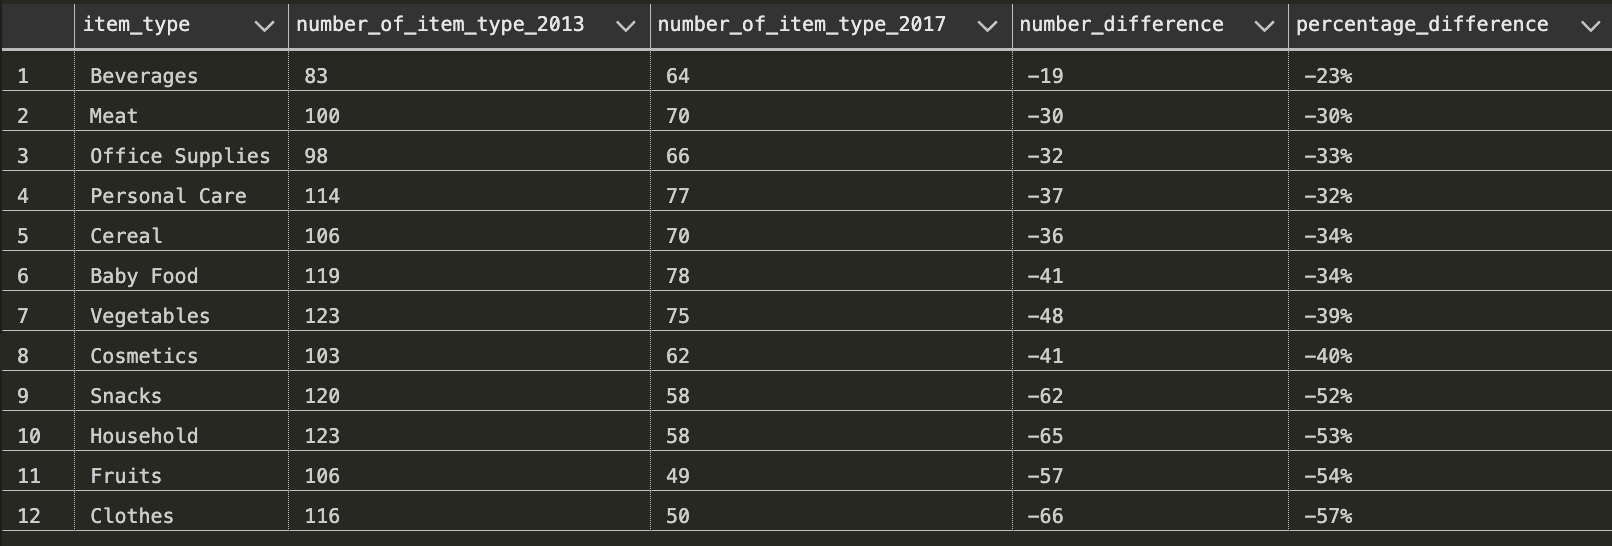 item_type number_of_item_type_2013 number_of_item_type_2017 number_difference percentage_difference
1 Beverages 83 64 -19 -23%
2 Meat 100 70 -30 -30%
3 Office Supplies 98 66 -32 -33%
4 Personal Care 114 77 -37 -32%
5 Cereal 106 70 -36 -34%
6 Baby Food 119 78 -41 -34%
7 Vegetables 123 75 -48 -39%
8 Cosmetics 103 62 -41 -40%
9 Snacks 120 58 -62 -52%
10 Household 123 58 -65 -53%
11 Fruits 106 49 -57 -54%
12 Clothes 116 50 -66 -57%